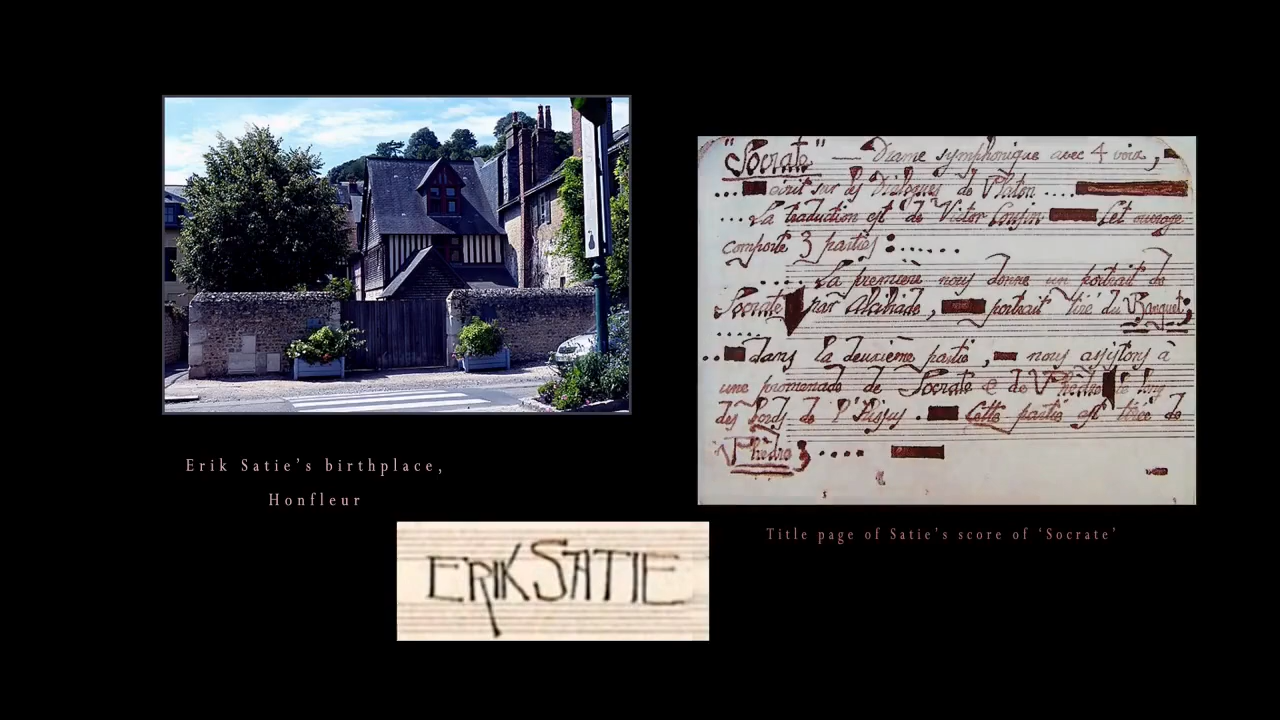 Erik Satie’s birthplace,
Honfleur
"Socrate" — Drame symphonique avec 4 voix,
.... écrit sur les Dialogues de Platon ....
.... La traduction est de Victor Cousin Cet ouvrage
comporte 3 parties : .....
.... La première nous donne un portrait de
Socrate par Alcibiade, portrait tiré du Banquet;
.....
.. dans la deuxième partie, nous assistons à
une promenade de Socrate & de Phèdre le long
des bords de l'Ilissus. Cette partie est tirée de
Phèdre ....
Title page of Satie’s score of ‘Socrate’
ERIK SATIE